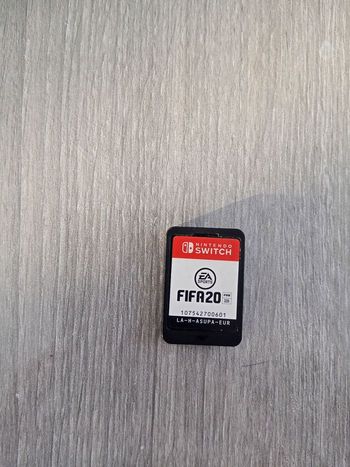 NINTENDO
SWITCH
EA
SPORTS
FIFA20
107542700601
LA-H-ASUPA-EUR